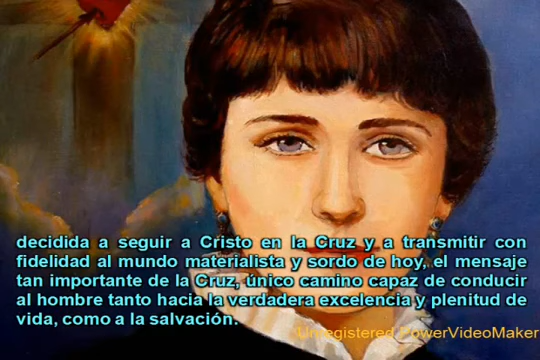 decidida a seguir a Cristo en la Cruz y a transmitir con
fidelidad al mundo materialista y sordo de hoy, el mensaje
tan importante de la Cruz, único camino capaz de conducir
al hombre tanto hacia la verdadera excelencia y plenitud de
vida, como a la salvación.
Unregistered PowerVideoMaker